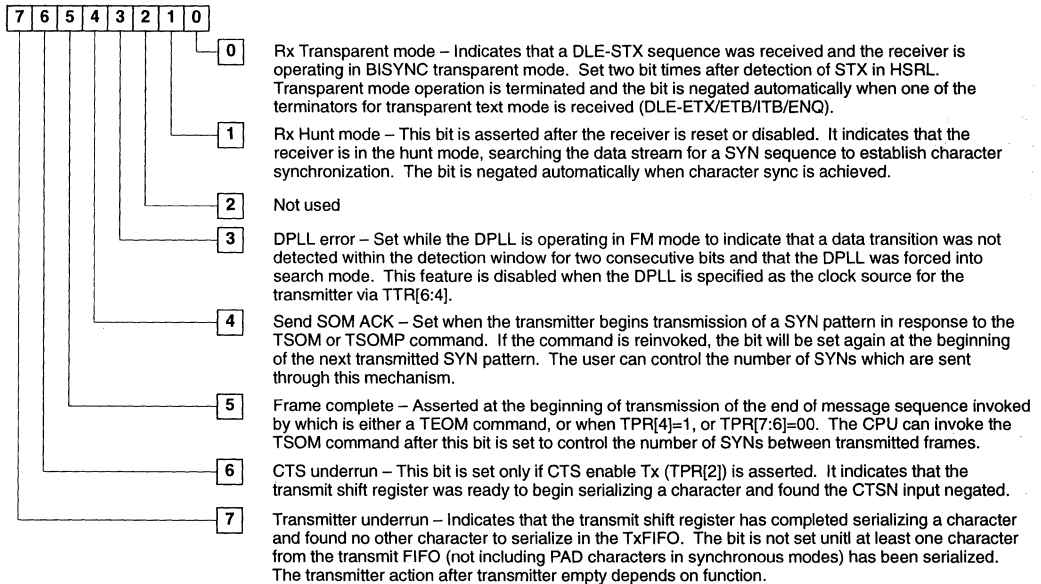 7 6 5 4 3 2 1 0
0 Rx Transparent mode – Indicates that a DLE-STX sequence was received and the receiver is
operating in BISYNC transparent mode. Set two bit times after detection of STX in HSRL.
Transparent mode operation is terminated and the bit is negated automatically when one of the
terminators for transparent text mode is received (DLE-ETX/ETB/ITB/ENQ).
1 Rx Hunt mode – This bit is asserted after the receiver is reset or disabled. It indicates that the
receiver is in the hunt mode, searching the data stream for a SYN sequence to establish character
synchronization. The bit is negated automatically when character sync is achieved.
2 Not used
3 DPLL error – Set while the DPLL is operating in FM mode to indicate that a data transition was not
detected within the detection window for two consecutive bits and that the DPLL was forced into
search mode. This feature is disabled when the DPLL is specified as the clock source for the
transmitter via TTR[6:4].
4 Send SOM ACK – Set when the transmitter begins transmission of a SYN pattern in response to the
TSOM or TSOMP command. If the command is reinvoked, the bit will be set again at the beginning
of the next transmitted SYN pattern. The user can control the number of SYNs which are sent
through this mechanism.
5 Frame complete – Asserted at the beginning of transmission of the end of message sequence invoked
by which is either a TEOM command, or when TPR[4]=1, or TPR[7:6]=00. The CPU can invoke the
TSOM command after this bit is set to control the number of SYNs between transmitted frames.
6 CTS underrun – This bit is set only if CTS enable Tx (TPR[2]) is asserted. It indicates that the
transmit shift register was ready to begin serializing a character and found the CTSN input negated.
7 Transmitter underrun – Indicates that the transmit shift register has completed serializing a character
and found no other character to serialize in the TxFIFO. The bit is not set unitl at least one character
from the transmit FIFO (not including PAD characters in synchronous modes) has been serialized.
The transmitter action after transmitter empty depends on function.